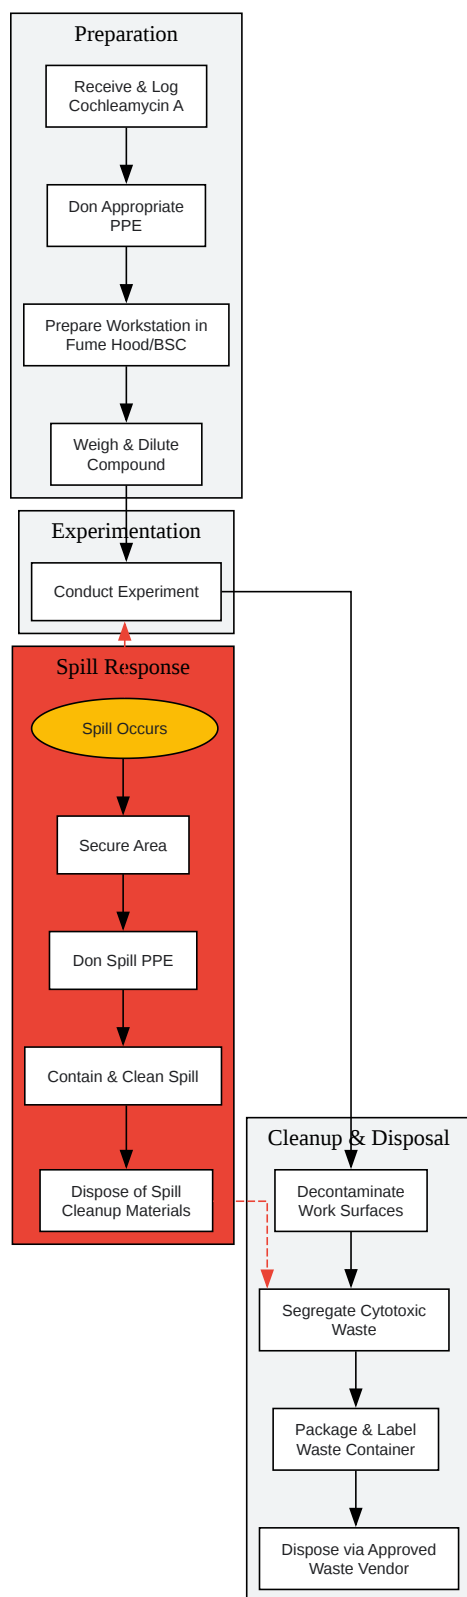 Preparation
Receive & Log
Cochleamycin A
Don Appropriate
PPE
Prepare Workstation in
Fume Hood/BSC
Weigh & Dilute
Compound
Experimentation
Conduct Experiment
Spill Response
Spill Occurs
Secure Area
Don Spill PPE
Contain & Clean Spill
Dispose of Spill
Cleanup Materials
Cleanup & Disposal
Decontaminate
Work Surfaces
Segregate Cytotoxic
Waste
Package & Label
Waste Container
Dispose via Approved
Waste Vendor